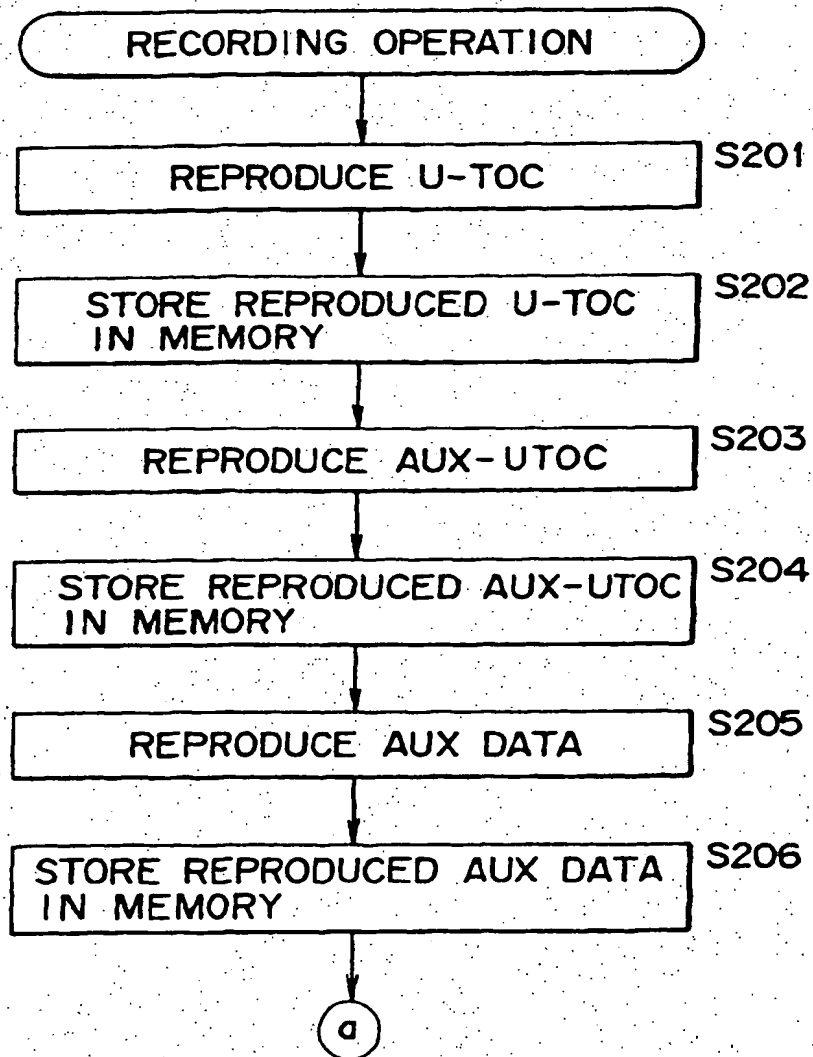 RECORDING OPERATION
REPRODUCE U-TOC
S201
STORE REPRODUCED U-TOC
IN MEMORY
S202
REPRODUCE AUX-UTOC
S203
STORE REPRODUCED AUX-UTOC
IN MEMORY
S204
REPRODUCE AUX DATA
S205
STORE REPRODUCED AUX DATA
IN MEMORY
S206
a